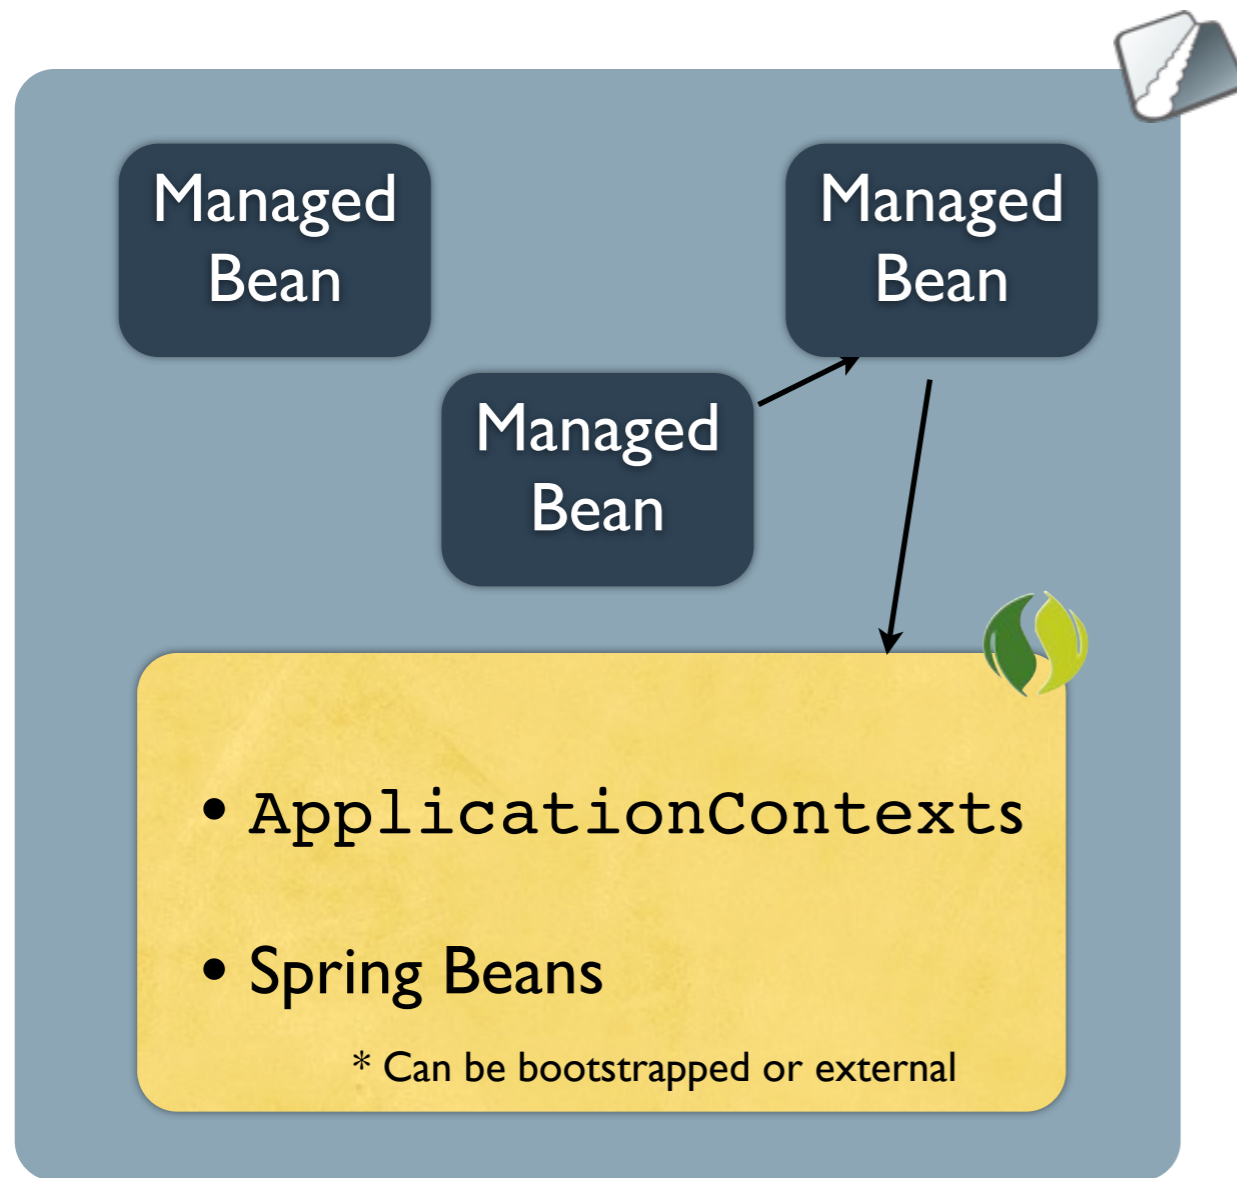 Managed
Bean
Managed
Bean
Managed
Bean
• ApplicationContexts
• Spring Beans
* Can be bootstrapped or external